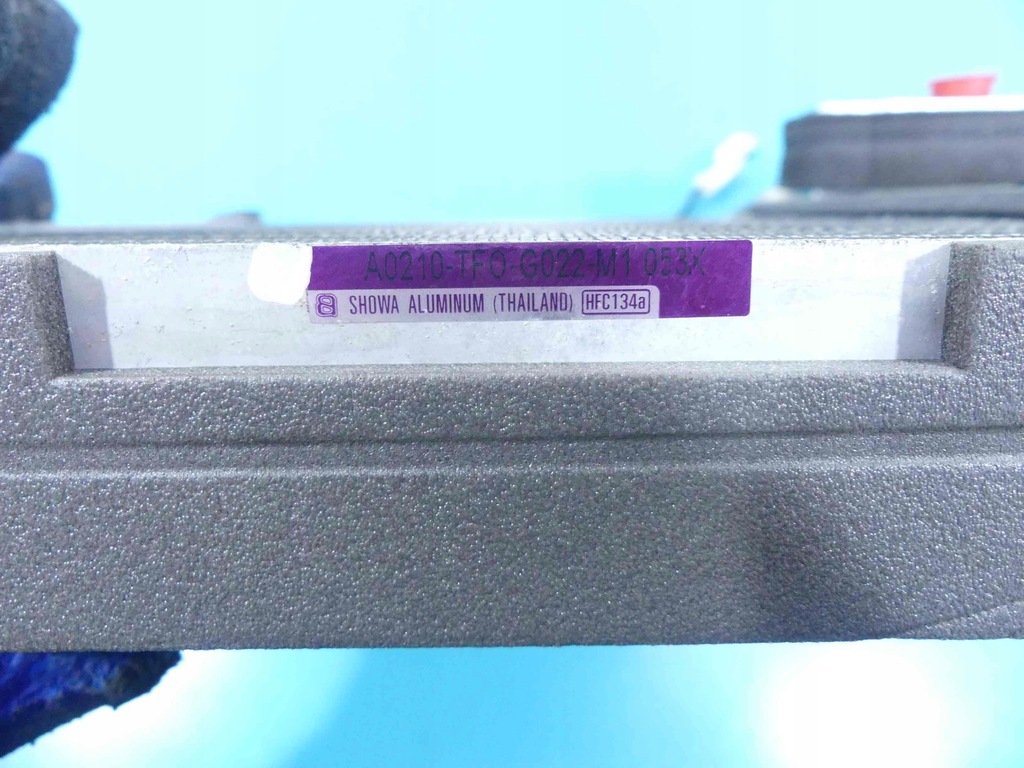 A0210-TFO-G022-M1 053X
SHOWA ALUMINUM (THAILAND) HFC134a